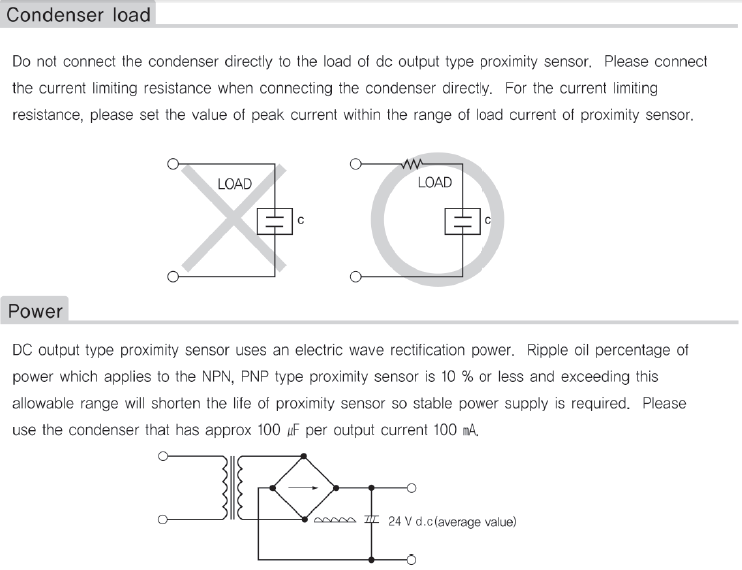 Condenser load
Do not connect the condenser directly to the load of dc output type proximity sensor. Please connect
the current limiting resistance when connecting the condenser directly. For the current limiting
resistance, please set the value of peak current within the range of load current of proximity sensor.
LOAD
c
LOAD
c
Power
DC output type proximity sensor uses an electric wave rectification power. Ripple oil percentage of
power which applies to the NPN, PNP type proximity sensor is 10 % or less and exceeding this
allowable range will shorten the life of proximity sensor so stable power supply is required. Please
use the condenser that has approx 100 μF per output current 100 mA.
24 V d.c(average value)